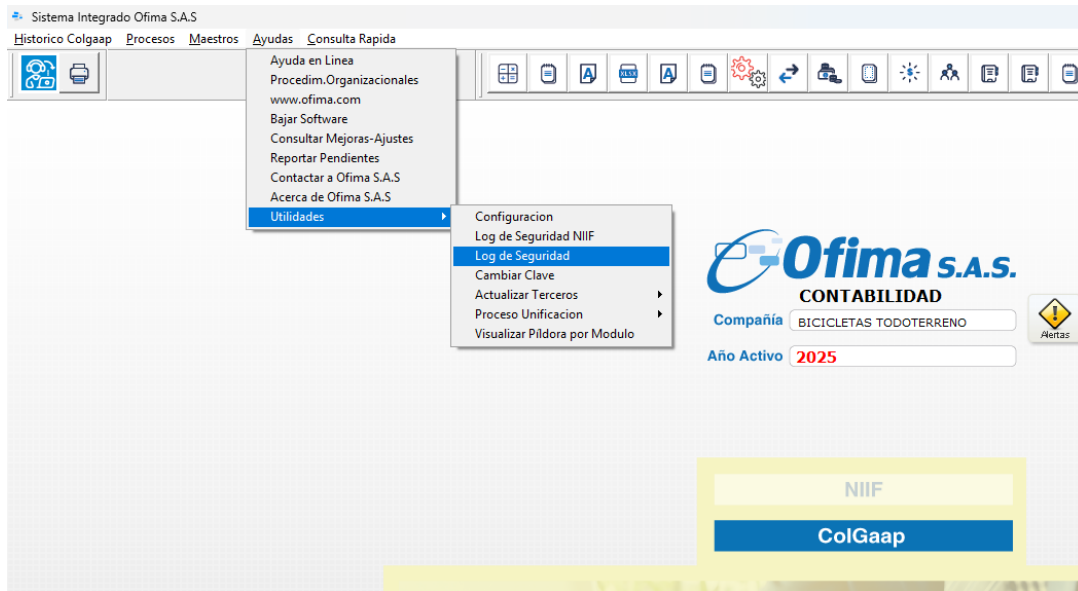 Sistema Integrado Ofima S.A.S
Historico Colgaap Procesos Maestros Ayudas Consulta Rapida
Ayuda en Linea
Procedim.Organizacionales
www.ofima.com
Bajar Software
Consultar Mejoras-Ajustes
Reportar Pendientes
Contactar a Ofima S.A.S
Acerca de Ofima S.A.S
Utilidades
Configuracion
Log de Seguridad NIIF
Log de Seguridad
Cambiar Clave
Actualizar Terceros
Proceso Unificacion
Visualizar Píldora por Modulo
XLSX
Ofima S.A.S.
CONTABILIDAD
Compañía BICICLETAS TODOTERRENO
Alertas
Año Activo 2025
NIIF
ColGaap